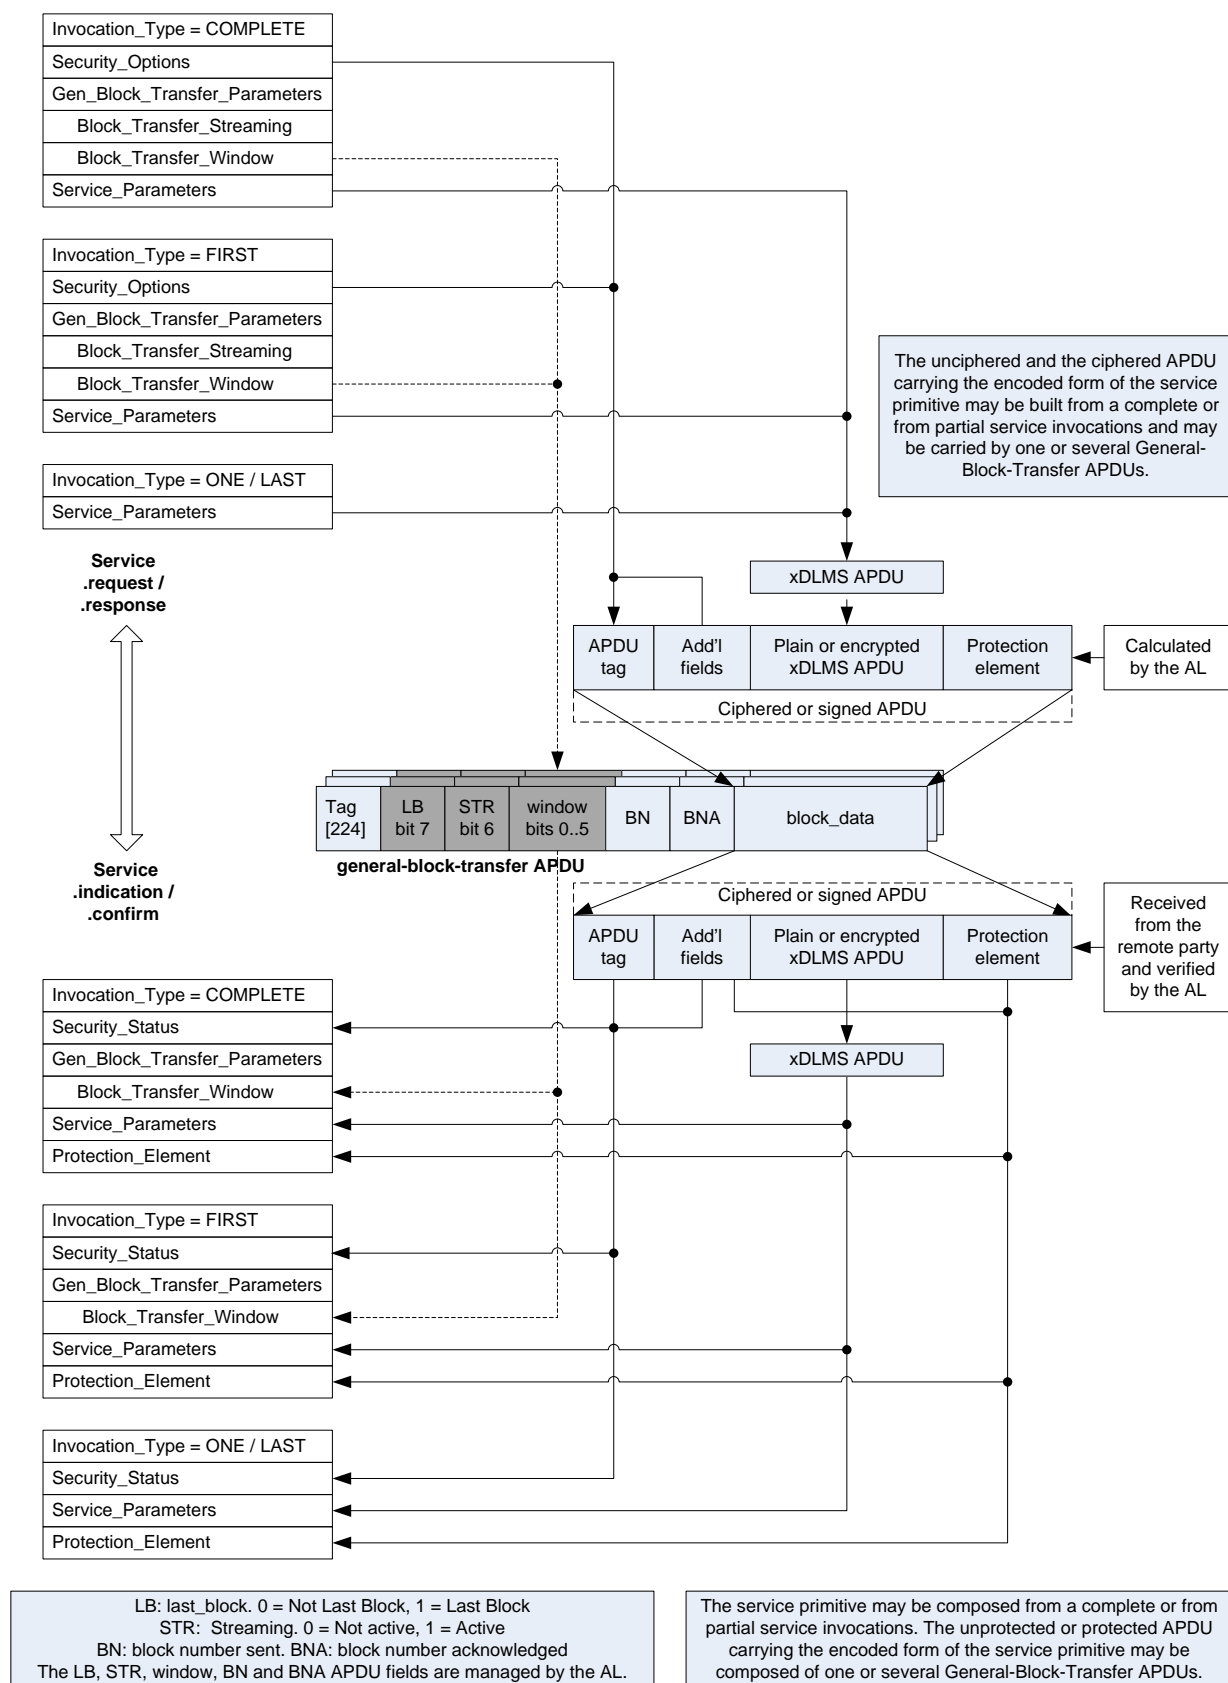 Invocation_Type = COMPLETE
Security_Options
Gen_Block_Transfer_Parameters
Block_Transfer_Streaming
Block_Transfer_Window
Service_Parameters
Invocation_Type = FIRST
Security_Options
Gen_Block_Transfer_Parameters
Block_Transfer_Streaming
Block_Transfer_Window
Service_Parameters
The unciphered and the ciphered APDU
carrying the encoded form of the service
primitive may be built from a complete or
from partial service invocations and may
be carried by one or several General-
Block-Transfer APDUs.
Invocation_Type = ONE / LAST
Service_Parameters
Service
.request /
.response
xDLMS APDU
APDU
tag
Add'l
fields
Plain or encrypted
xDLMS APDU
Protection
element
Calculated
by the AL
Ciphered or signed APDU
Tag
[224]
LB
bit 7
STR
bit 6
window
bits 0..5
BN
BNA
block_data
general-block-transfer APDU
Service
.indication /
.confirm
Ciphered or signed APDU
APDU
tag
Add'l
fields
Plain or encrypted
xDLMS APDU
Protection
element
Received
from the
remote party
and verified
by the AL
xDLMS APDU
Invocation_Type = COMPLETE
Security_Status
Gen_Block_Transfer_Parameters
Block_Transfer_Window
Service_Parameters
Protection_Element
Invocation_Type = FIRST
Security_Status
Gen_Block_Transfer_Parameters
Block_Transfer_Window
Service_Parameters
Protection_Element
Invocation_Type = ONE / LAST
Security_Status
Service_Parameters
Protection_Element
LB: last_block. 0 = Not Last Block, 1 = Last Block
STR: Streaming. 0 = Not active, 1 = Active
BN: block number sent. BNA: block number acknowledged
The LB, STR, window, BN and BNA APDU fields are managed by the AL.
The service primitive may be composed from a complete or from
partial service invocations. The unprotected or protected APDU
carrying the encoded form of the service primitive may be
composed of one or several General-Block-Transfer APDUs.